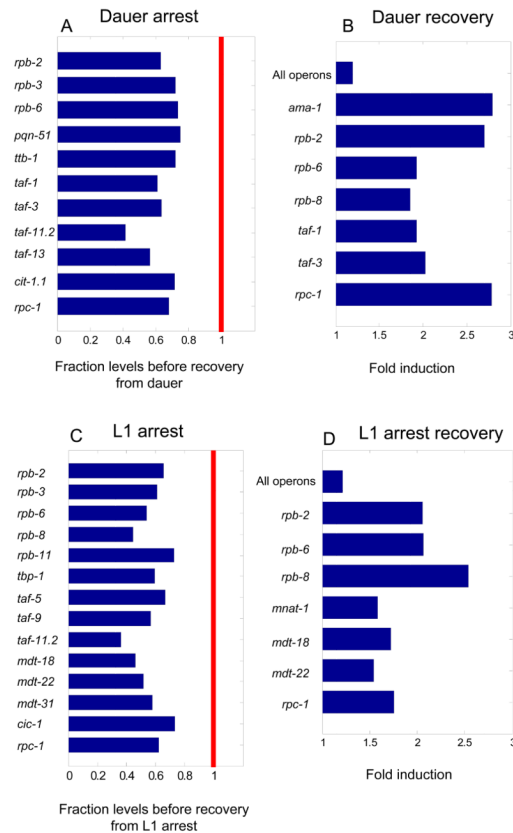 A Dauer arrest
rpb-2
rpb-3
rpb-6
pqn-51
ttb-1
taf-1
taf-3
taf-11.2
taf-13
cit-1.1
rpc-1
0 0.2 0.4 0.6 0.8 1
Fraction levels before recovery
from dauer
B Dauer recovery
All operons
ama-1
rpb-2
rpb-6
rpb-8
taf-1
taf-3
rpc-1
1 1.5 2 2.5 3
Fold induction
C L1 arrest
rpb-2
rpb-3
rpb-6
rpb-8
rpb-11
tbp-1
taf-5
taf-9
taf-11.2
mdt-18
mdt-22
mdt-31
cic-1
rpc-1
0 0.2 0.4 0.6 0.8 1
Fraction levels before recovery
from L1 arrest
D L1 arrest recovery
All operons
rpb-2
rpb-6
rpb-8
mnat-1
mdt-18
mdt-22
rpc-1
1 1.5 2 2.5 3
Fold induction